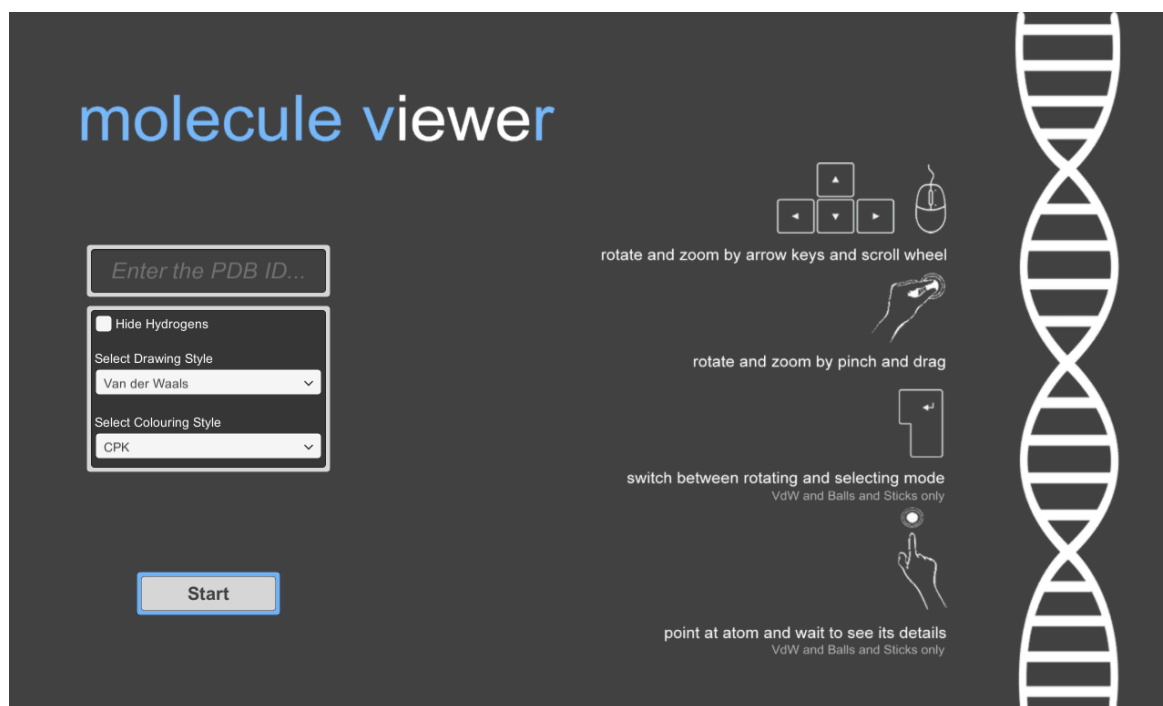 molecule viewer
Enter the PDB ID...
Hide Hydrogens
Select Drawing Style
Van der Waals
Select Colouring Style
CPK
Start
rotate and zoom by arrow keys and scroll wheel
rotate and zoom by pinch and drag
switch between rotating and selecting mode
VdW and Balls and Sticks only
point at atom and wait to see its details
VdW and Balls and Sticks only